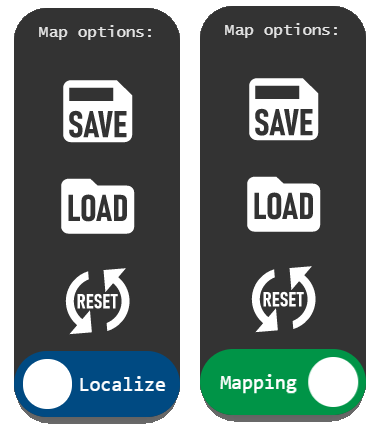 Map options:
SAVE
LOAD
RESET
Localize
Map options:
SAVE
LOAD
RESET
Mapping